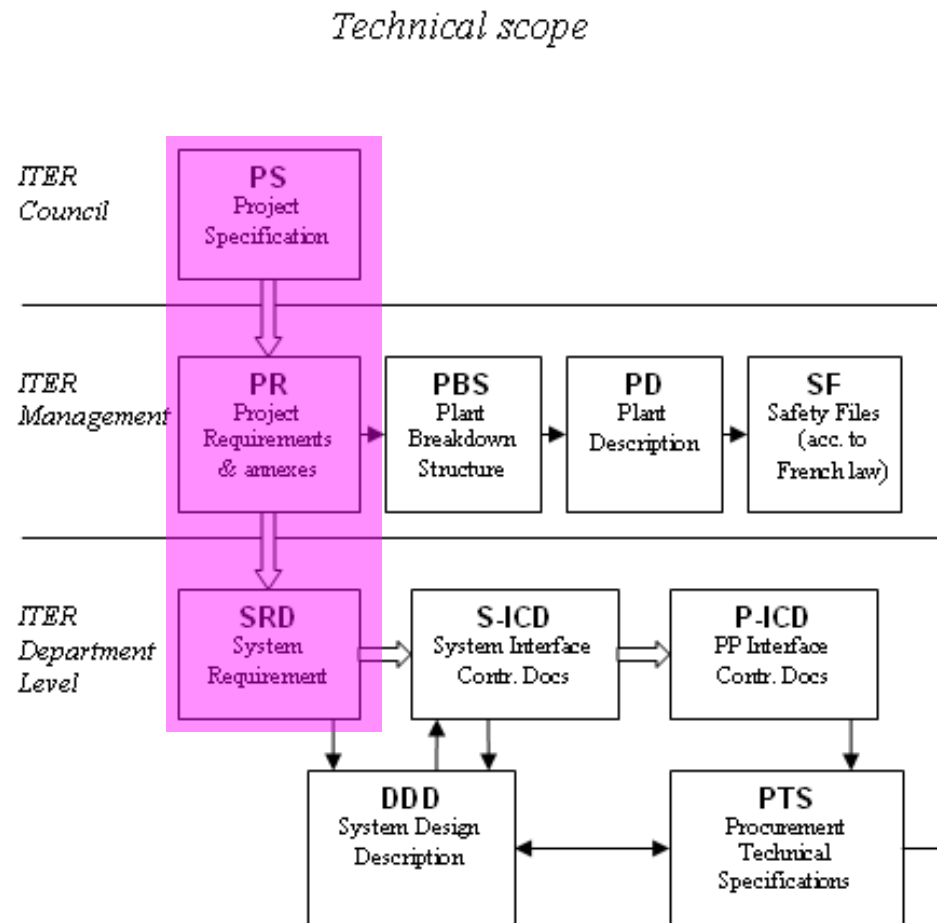 Technical scope
ITER
Council
PS
Project
Specification
ITER
Management
PR
Project
Requirements
& annexes
PBS
Plant
Breakdown
Structure
PD
Plant
Description
SF
Safety Files
(acc. to
French law)
ITER
Department
Level
SRD
System
Requirement
S-ICD
System Interface
Contr. Docs
P-ICD
PP Interface
Contr. Docs
DDD
System Design
Description
PTS
Procurement
Technical
Specifications